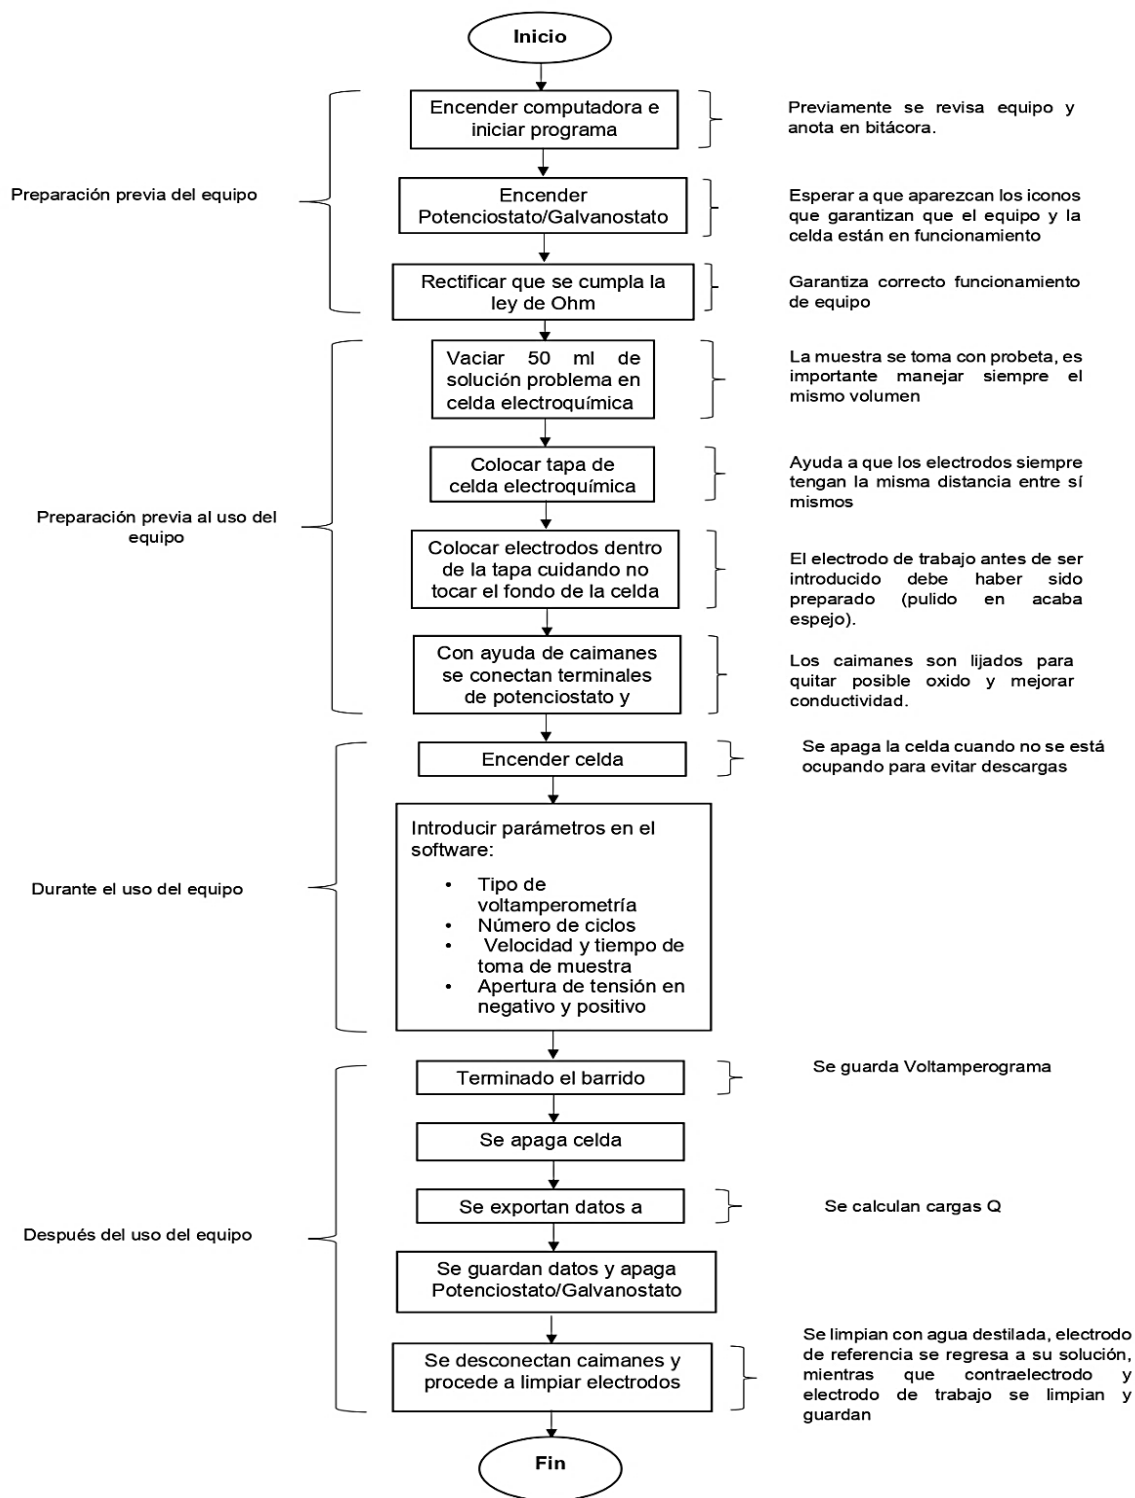 Inicio
Preparación previa del equipo
Encender computadora e
iniciar programa
Previamente se revisa equipo y
anota en bitácora.
Encender
Potenciostato/Galvanostato
Esperar a que aparezcan los iconos
que garantizan que el equipo y la
celda están en funcionamiento
Rectificar que se cumpla la
ley de Ohm
Garantiza correcto funcionamiento
de equipo
Preparación previa al uso del
equipo
Vaciar 50 ml de
solución problema en
celda electroquímica
La muestra se toma con probeta, es
importante manejar siempre el
mismo volumen
Colocar tapa de
celda electroquímica
Ayuda a que los electrodos siempre
tengan la misma distancia entre sí
mismos
Colocar electrodos dentro
de la tapa cuidando no
tocar el fondo de la celda
El electrodo de trabajo antes de ser
introducido debe haber sido
preparado (pulido en acaba
espejo).
Con ayuda de caimanes
se conectan terminales
de potenciostato y
Los caimanes son lijados para
quitar posible oxido y mejorar
conductividad.
Durante el uso del equipo
Encender celda
Se apaga la celda cuando no se está
ocupando para evitar descargas
Introducir parámetros en el
software:
• Tipo de
voltamperometría
• Número de ciclos
• Velocidad y tiempo de
toma de muestra
• Apertura de tensión en
negativo y positivo
Después del uso del equipo
Terminado el barrido
Se guarda Voltamperograma
Se apaga celda
Se exportan datos a
Se calculan cargas Q
Se guardan datos y apaga
Potenciostato/Galvanostato
Se desconectan caimanes y
procede a limpiar electrodos
Se limpian con agua destilada, electrodo
de referencia se regresa a su solución,
mientras que contraelectrodo y
electrodo de trabajo se limpian y
guardan
Fin